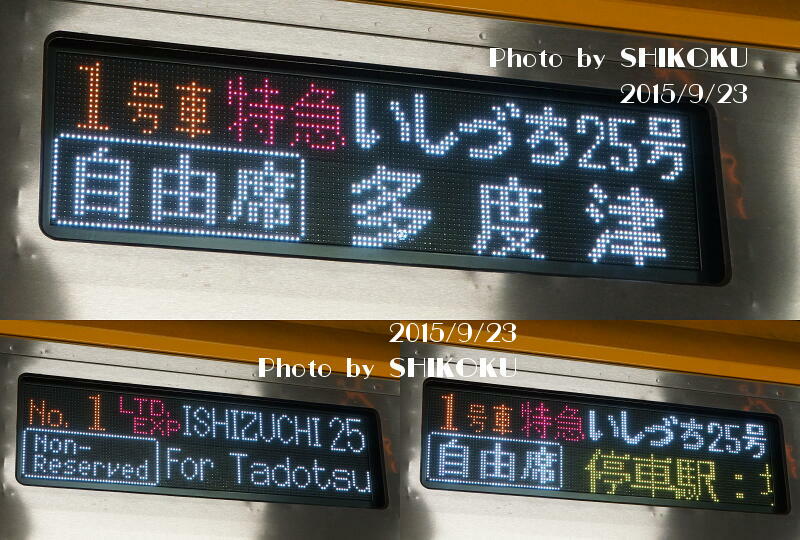 Photo by SHIKOKU
2015/9/23
1号車 特急 いしづち25号
自由席 多度津
2015/9/23
Photo by SHIKOKU
No. 1 LTD. EXP ISHIZUCHI 25
Non-Reserved For Tadotsu
1号車 特急 いしづち25号
自由席 停車駅：